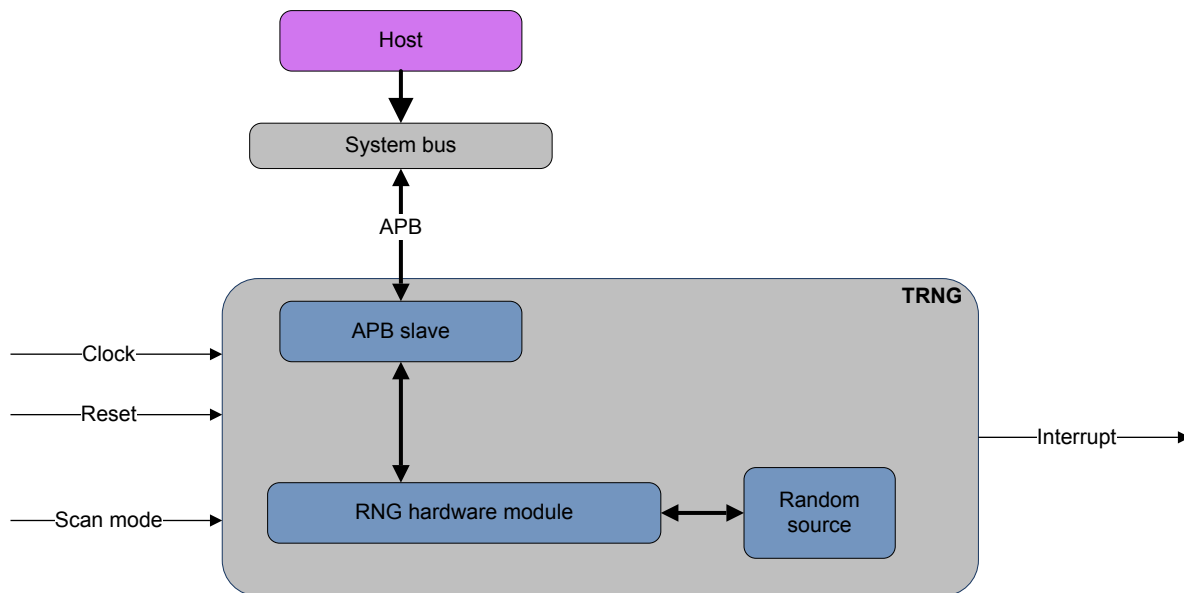 Host
System bus
APB
TRNG
APB slave
Clock
Reset
Interrupt
Random
source
RNG hardware module
Scan mode